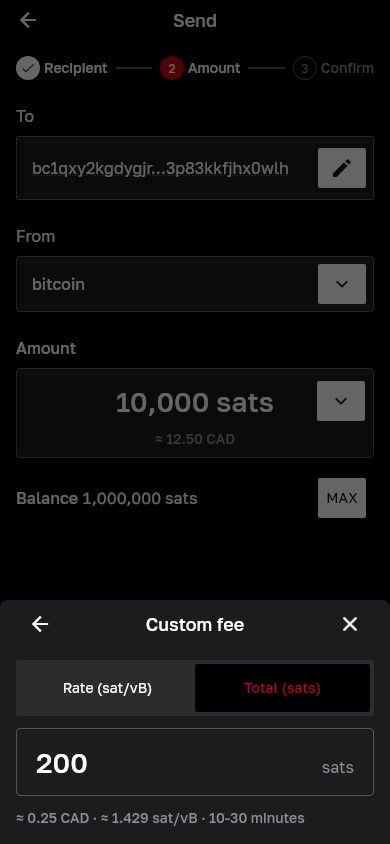 Send
Recipient 2 Amount 3 Confirm
To
bc1qxy2kgdygjr...3p83kkfjhx0wlh
From
bitcoin
Amount
10,000 sats
≈ 12.50 CAD
Balance 1,000,000 sats MAX
Custom fee
Rate (sat/vB) Total (sats)
200 sats
≈ 0.25 CAD · ≈ 1.429 sat/vB · 10-30 minutes